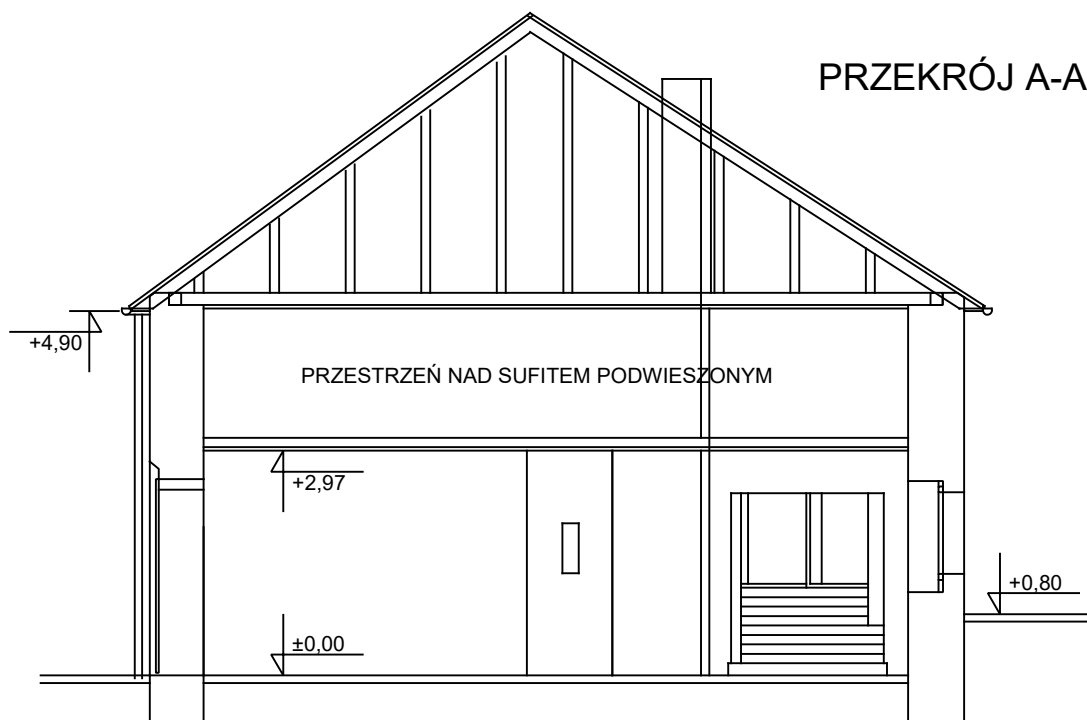 PRZEKRÓJ A-A
+4,90
PRZESTRZEŃ NAD SUFITEM PODWIESZONYM
+2,97
+0,80
±0,00